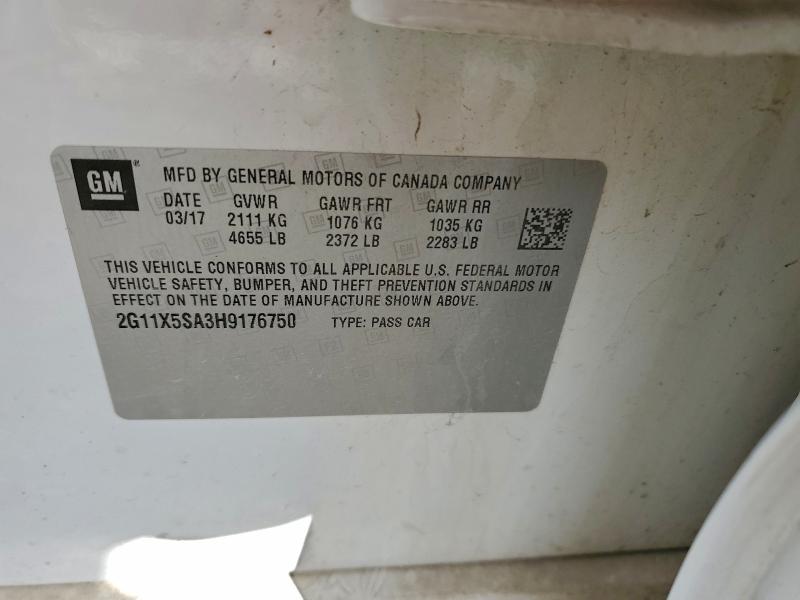 GM ® MFD BY GENERAL MOTORS OF CANADA COMPANY
DATE GVWR GAWR FRT GAWR RR
03/17 2111 KG 1076 KG 1035 KG
4655 LB 2372 LB 2283 LB
THIS VEHICLE CONFORMS TO ALL APPLICABLE U.S. FEDERAL MOTOR
VEHICLE SAFETY, BUMPER, AND THEFT PREVENTION STANDARDS IN
EFFECT ON THE DATE OF MANUFACTURE SHOWN ABOVE.
2G11X5SA3H9176750 TYPE: PASS CAR